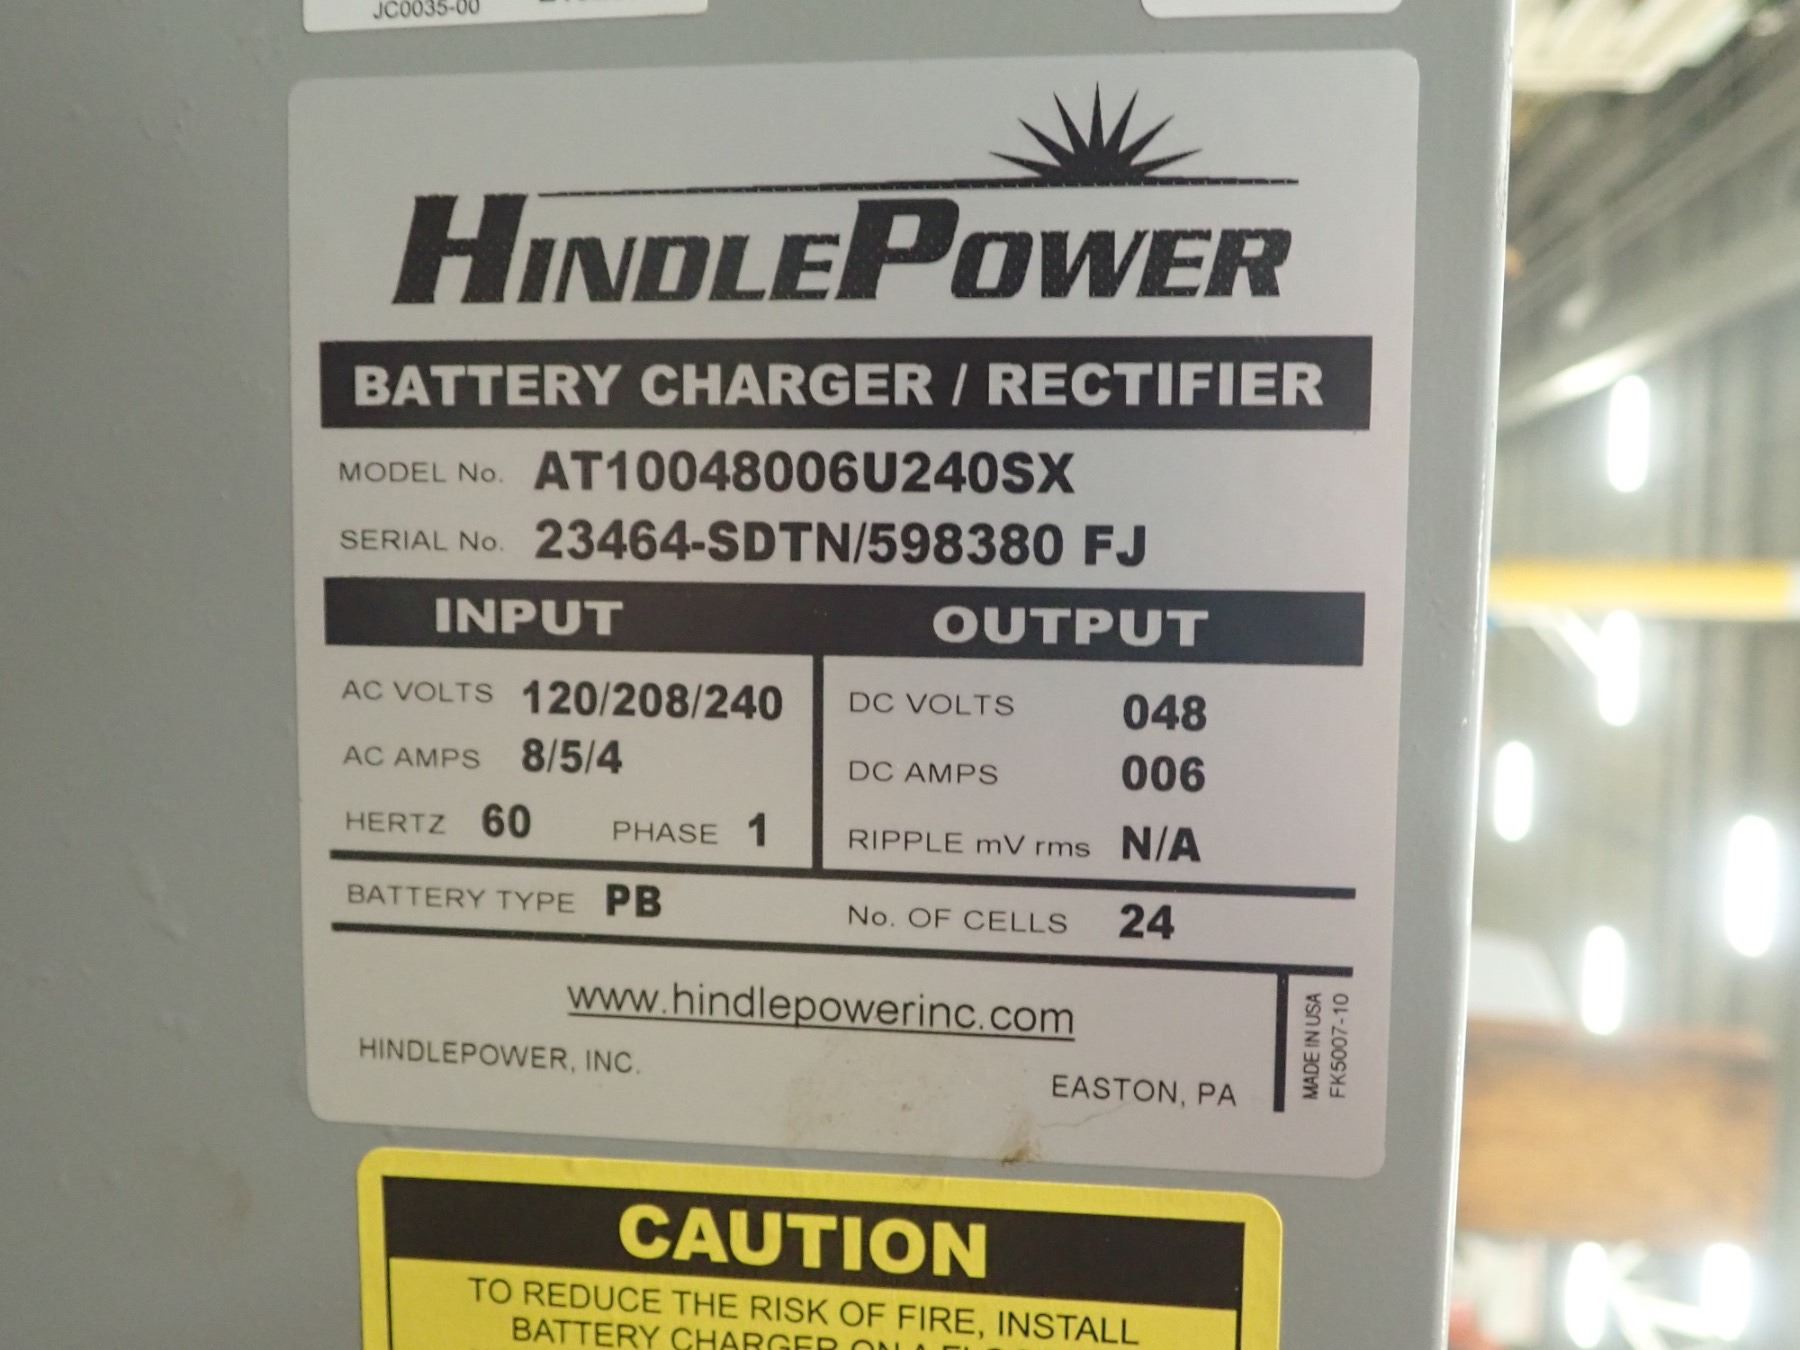 JC0035-00
HINDLEPOWER
BATTERY CHARGER / RECTIFIER
MODEL No. AT10048006U240SX
SERIAL No. 23464-SDTN/598380 FJ
INPUT OUTPUT
AC VOLTS 120/208/240 DC VOLTS 048
AC AMPS 8/5/4 DC AMPS 006
HERTZ 60 PHASE 1 RIPPLE mV rms N/A
BATTERY TYPE PB No. OF CELLS 24
www.hindlepowerinc.com
HINDLEPOWER, INC.
EASTON, PA
MADE IN USA
FK5007-10
CAUTION
TO REDUCE THE RISK OF FIRE, INSTALL
BATTERY CHARGER ON A